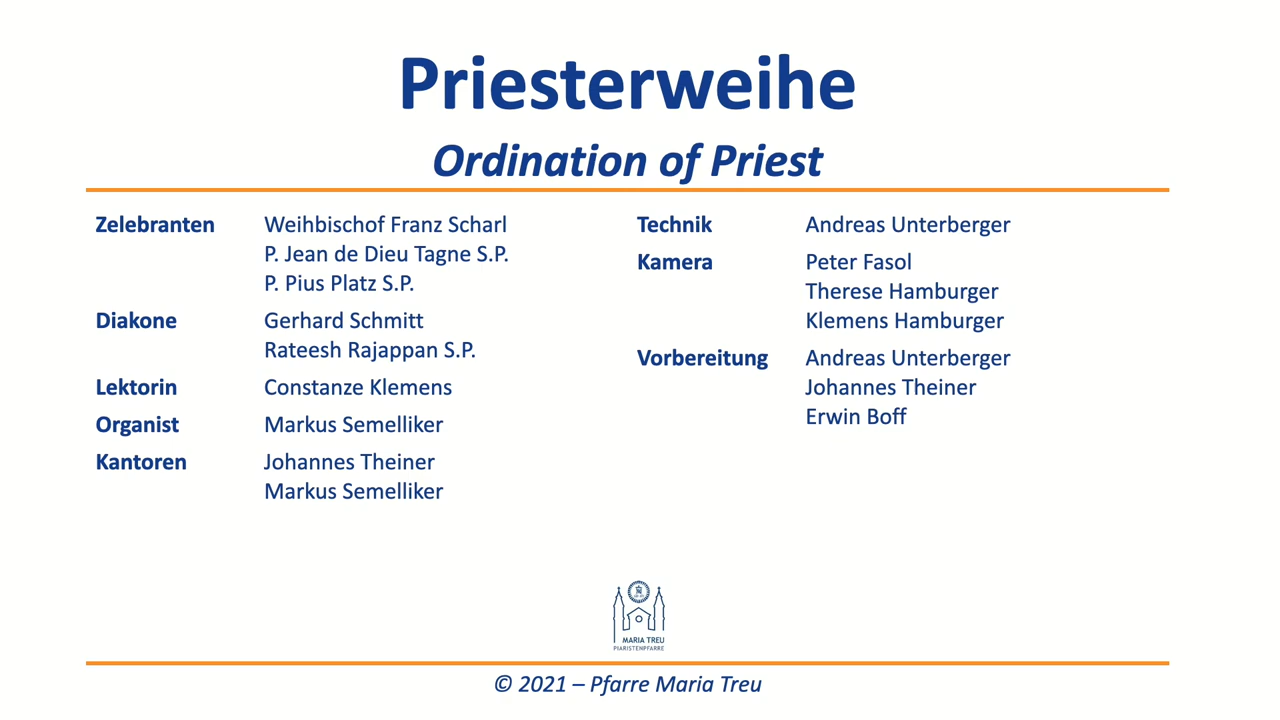 Priesterweihe
Ordination of Priest
Zelebranten Weihbischof Franz Scharl
P. Jean de Dieu Tagne S.P.
P. Pius Platz S.P.
Diakone Gerhard Schmitt
Rateesh Rajappan S.P.
Lektorin Constanze Klemens
Organist Markus Semelliker
Kantoren Johannes Theiner
Markus Semelliker
Technik Andreas Unterberger
Kamera Peter Fasol
Therese Hamburger
Klemens Hamburger
Vorbereitung Andreas Unterberger
Johannes Theiner
Erwin Boff
MARIA TREU
PIARISTENPFARRE
© 2021 – Pfarre Maria Treu